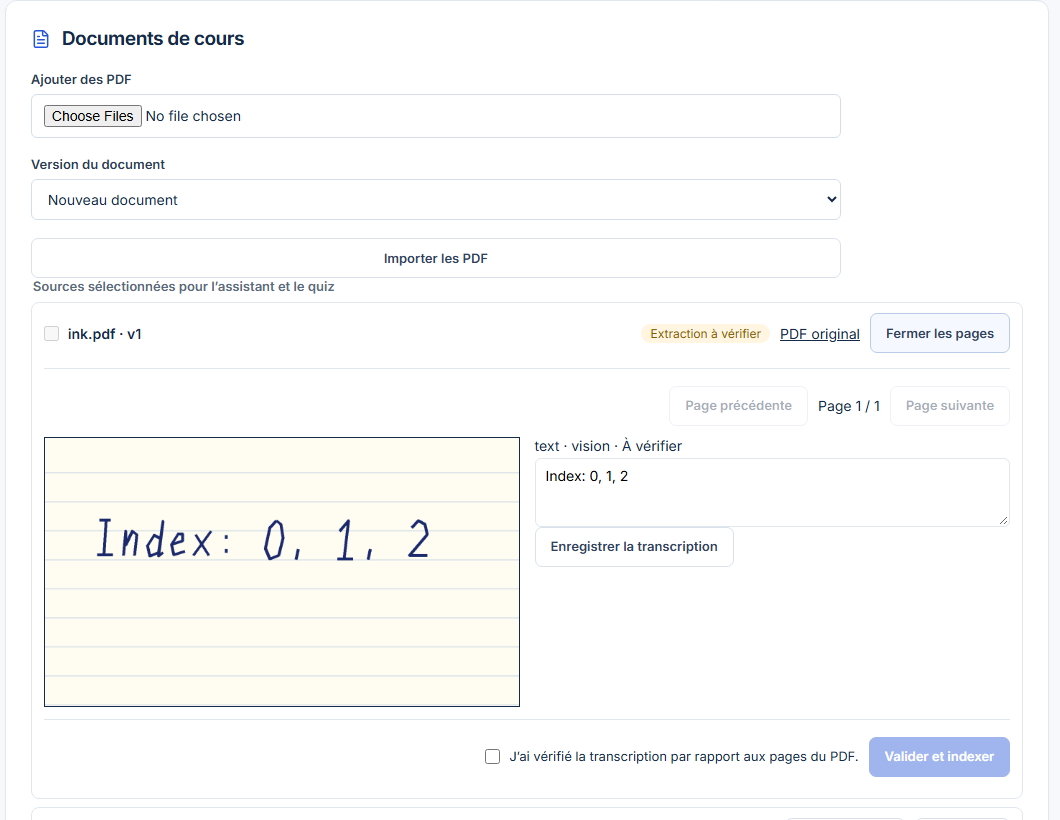 Documents de cours
Ajouter des PDF
Choose Files No file chosen
Version du document
Nouveau document
Importer les PDF
Sources sélectionnées pour l’assistant et le quiz
ink.pdf · v1 Extraction à vérifier PDF original Fermer les pages
Page précédente Page 1 / 1 Page suivante
text · vision · À vérifier
Index: 0, 1, 2
Index: 0, 1, 2
Enregistrer la transcription
J’ai vérifié la transcription par rapport aux pages du PDF. Valider et indexer